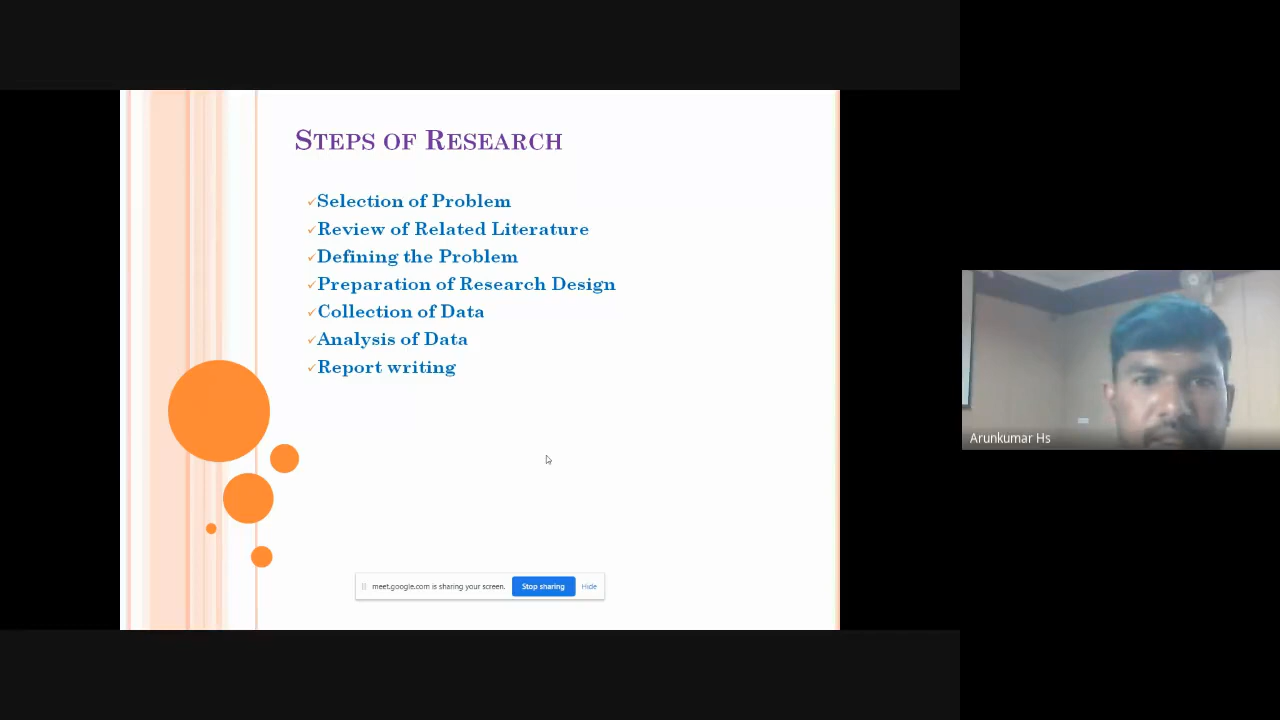 Steps of Research
✓Selection of Problem
✓Review of Related Literature
✓Defining the Problem
✓Preparation of Research Design
✓Collection of Data
✓Analysis of Data
✓Report writing
meet.google.com is sharing your screen. Stop sharing Hide
Arunkumar Hs